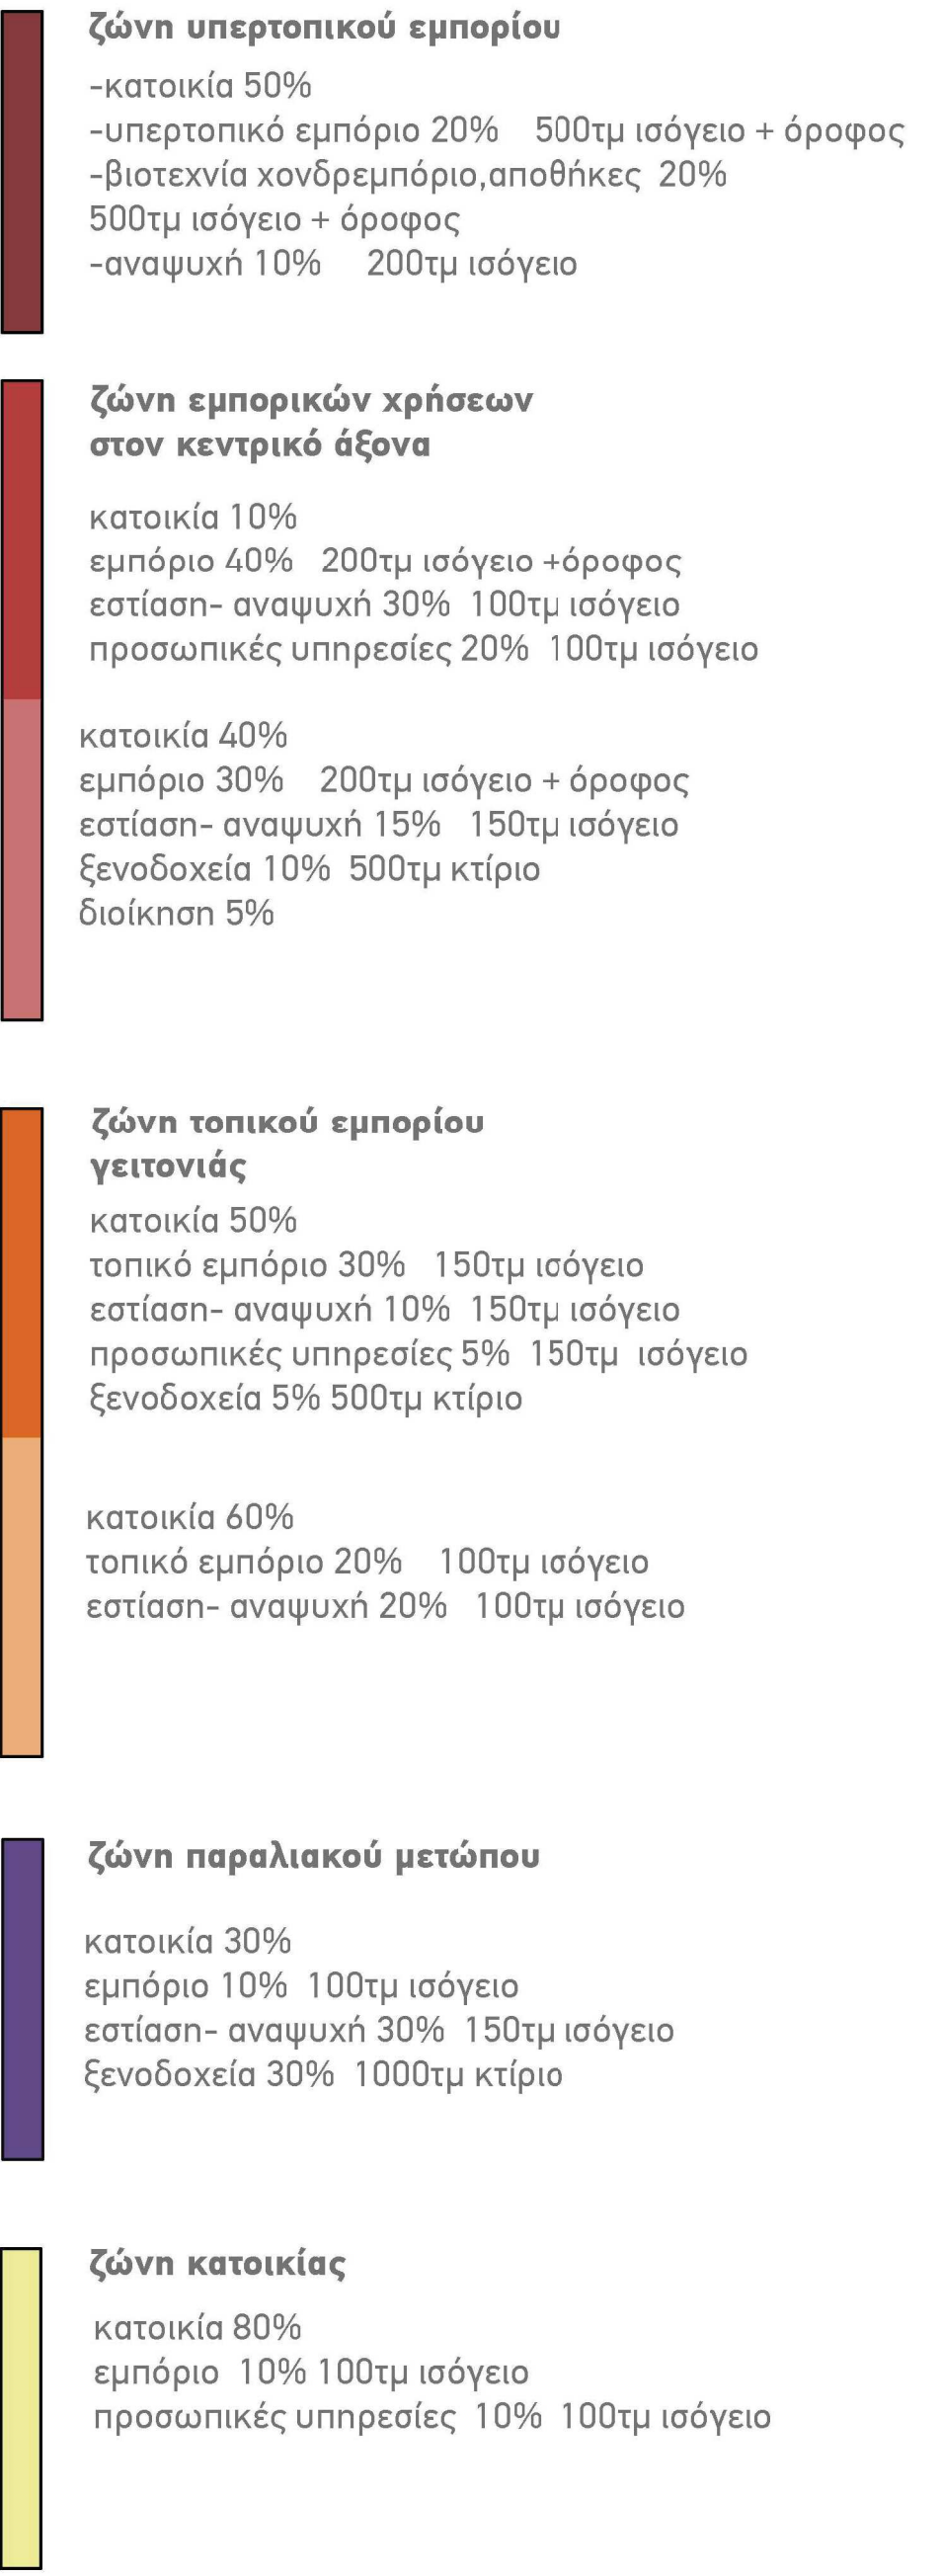 ζώνη υπερτοπικού εμπορίου
-κατοικία 50%
-υπερτοπικό εμπόριο 20% 500τμ ισόγειο + όροφος
-βιοτεχνία χονδρεμπόριο,αποθήκες 20%
500τμ ισόγειο + όροφος
-αναψυχή 10% 200τμ ισόγειο
ζώνη εμπορικών χρήσεων
στον κεντρικό άξονα
κατοικία 10%
εμπόριο 40% 200τμ ισόγειο +όροφος
εστίαση- αναψυχή 30% 100τμ ισόγειο
προσωπικές υπηρεσίες 20% 100τμ ισόγειο
κατοικία 40%
εμπόριο 30% 200τμ ισόγειο + όροφος
εστίαση- αναψυχή 15% 150τμ ισόγειο
ξενοδοχεία 10% 500τμ κτίριο
διοίκηση 5%
ζώνη τοπικού εμπορίου
γειτονιάς
κατοικία 50%
τοπικό εμπόριο 30% 150τμ ισόγειο
εστίαση- αναψυχή 10% 150τμ ισόγειο
προσωπικές υπηρεσίες 5% 150τμ ισόγειο
ξενοδοχεία 5% 500τμ κτίριο
κατοικία 60%
τοπικό εμπόριο 20% 100τμ ισόγειο
εστίαση- αναψυχή 20% 100τμ ισόγειο
ζώνη παραλιακού μετώπου
κατοικία 30%
εμπόριο 10% 100τμ ισόγειο
εστίαση- αναψυχή 30% 150τμ ισόγειο
ξενοδοχεία 30% 1000τμ κτίριο
ζώνη κατοικίας
κατοικία 80%
εμπόριο 10% 100τμ ισόγειο
προσωπικές υπηρεσίες 10% 100τμ ισόγειο